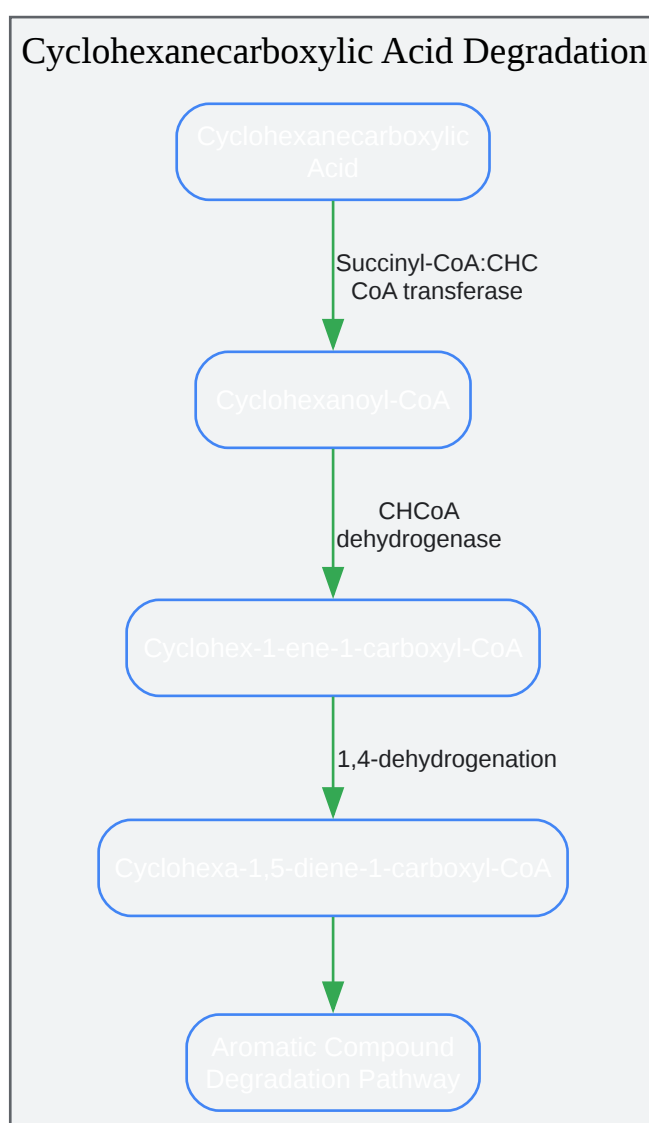 Cyclohexanecarboxylic Acid Degradation
Cyclohexanecarboxylic
Acid
Succinyl-CoA:CHC
CoA transferase
Cyclohexanoyl-CoA
CHCoA
dehydrogenase
Cyclohex-1-ene-1-carboxyl-CoA
1,4-dehydrogenation
Cyclohexa-1,5-diene-1-carboxyl-CoA
Aromatic Compound
Degradation Pathway